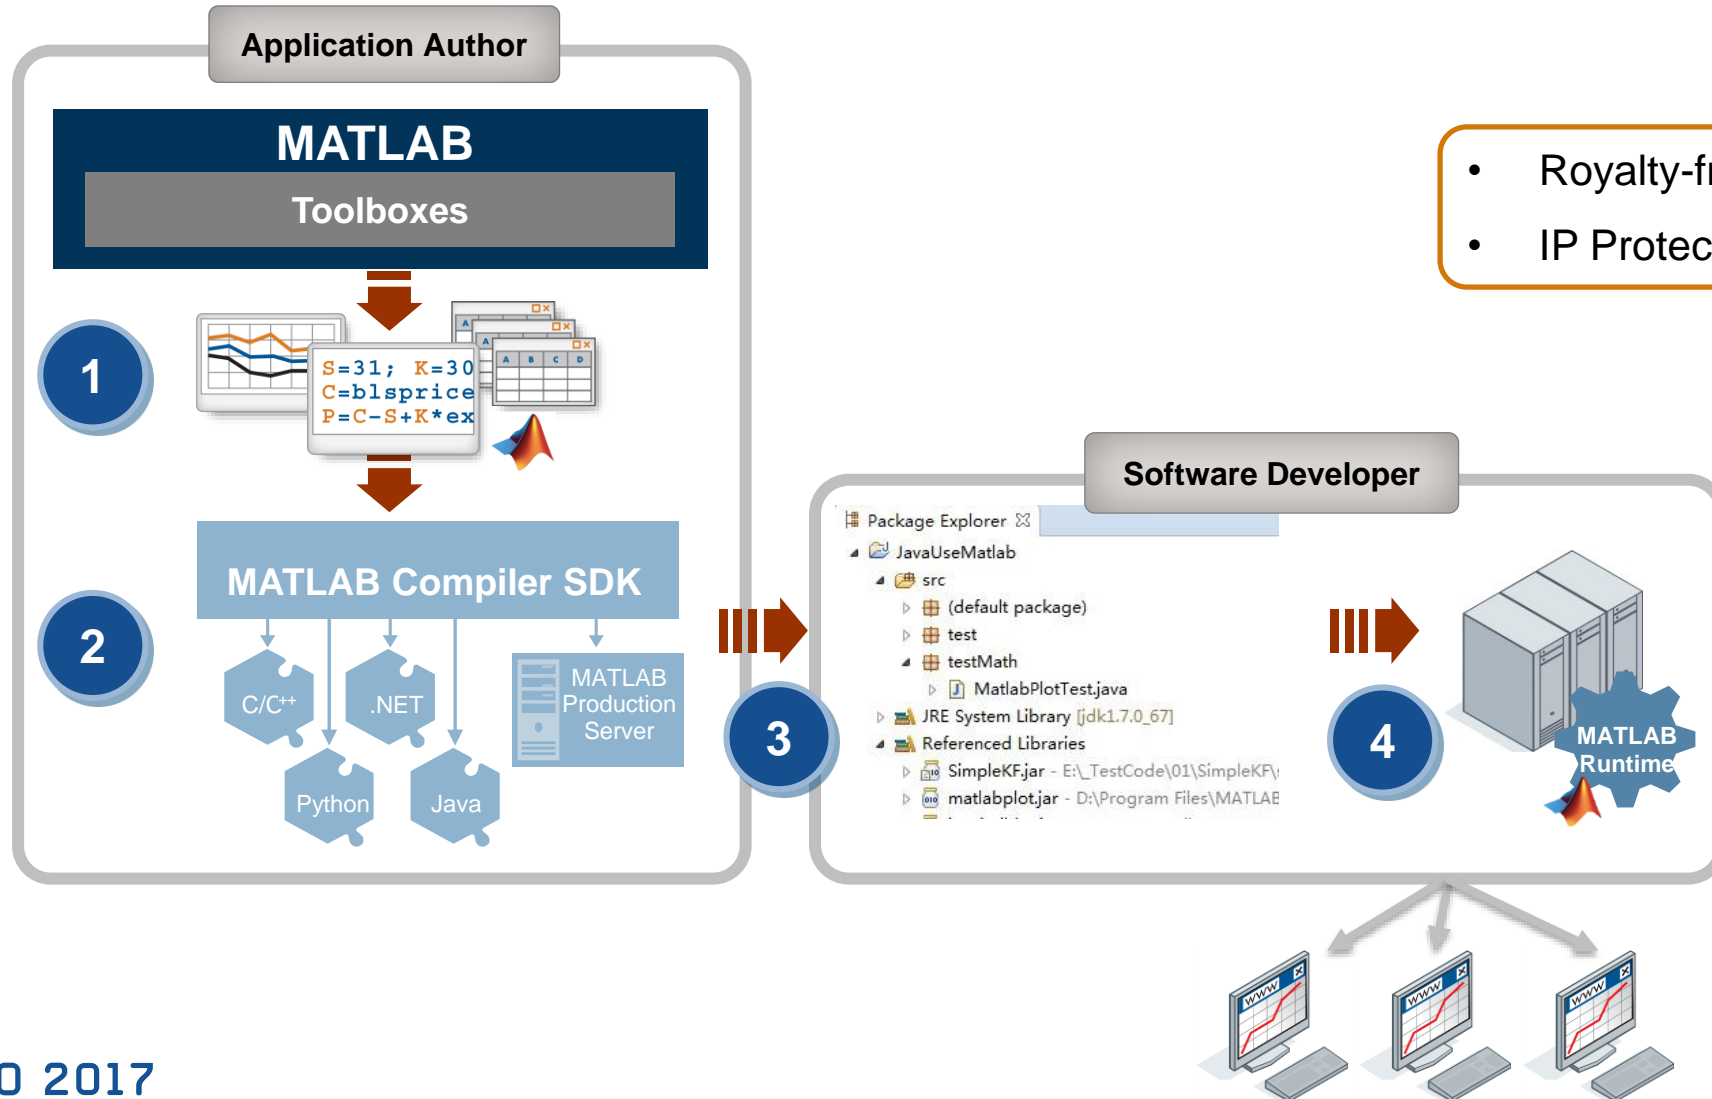 Application Author
MATLAB
Toolboxes
• Royalty-fr
• IP Protec
1
S=31; K=30
C=blsprice
P=C-S+K*ex
A
A
A B C D
Software Developer
Package Explorer
JavaUseMatlab
src
(default package)
test
testMath
MatlabPlotTest.java
JRE System Library [jdk1.7.0_67]
Referenced Libraries
SimpleKF.jar - E:\_TestCode\01\SimpleKF\
matlabplot.jar - D:\Program Files\MATLAB
MATLAB Compiler SDK
2
C/C++
.NET
Python
Java
MATLAB
Production
Server
3
4
MATLAB
Runtime
WWW
WWW
WWW
O 2017